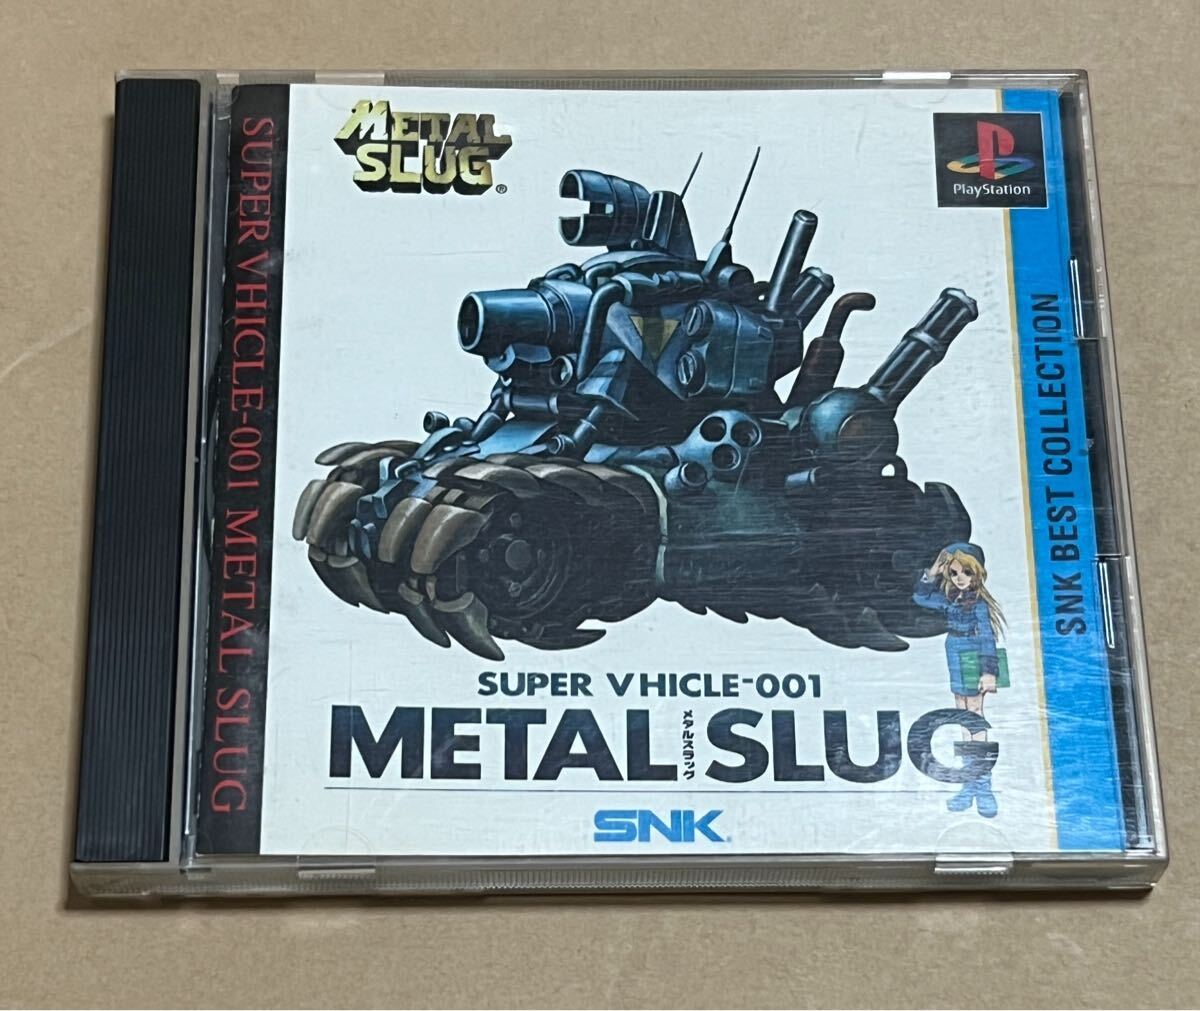 SUPER VHICLE-001 METAL SLUG
METAL
SLUG®
PlayStation
SNK BEST COLLECTION
SUPER VHICLE-001
METAL SLUG
メタルスラッグ
SNK.